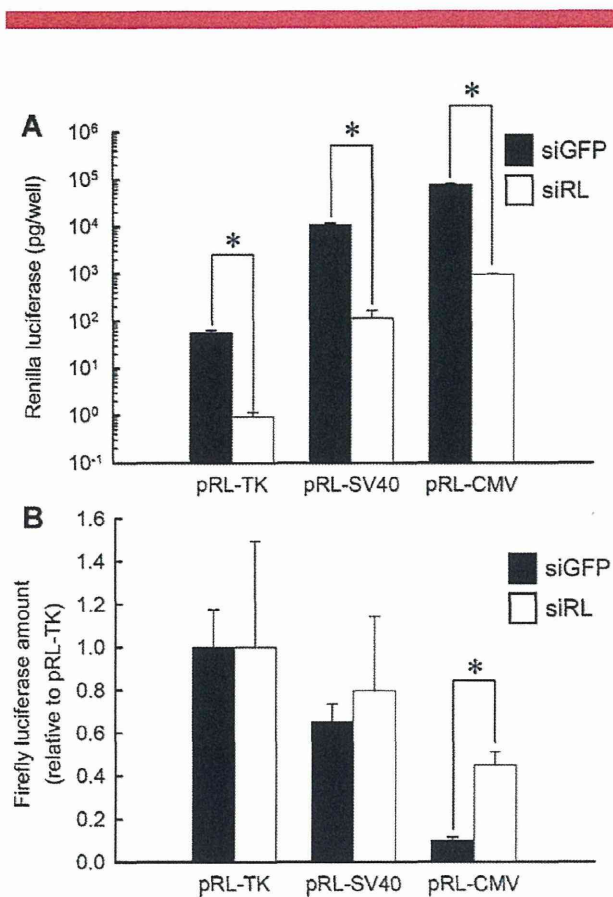 A
Renilla luciferase (pg/well)
10⁶
10⁵
10⁴
10³
10²
10¹
10⁰
10⁻¹
* * *
siGFP
siRL
pRL-TK pRL-SV40 pRL-CMV
B
Firefly luciferase amount
(relative to pRL-TK)
1.6
1.4
1.2
1.0
0.8
0.6
0.4
0.2
0.0
siGFP
siRL
*
pRL-TK pRL-SV40 pRL-CMV